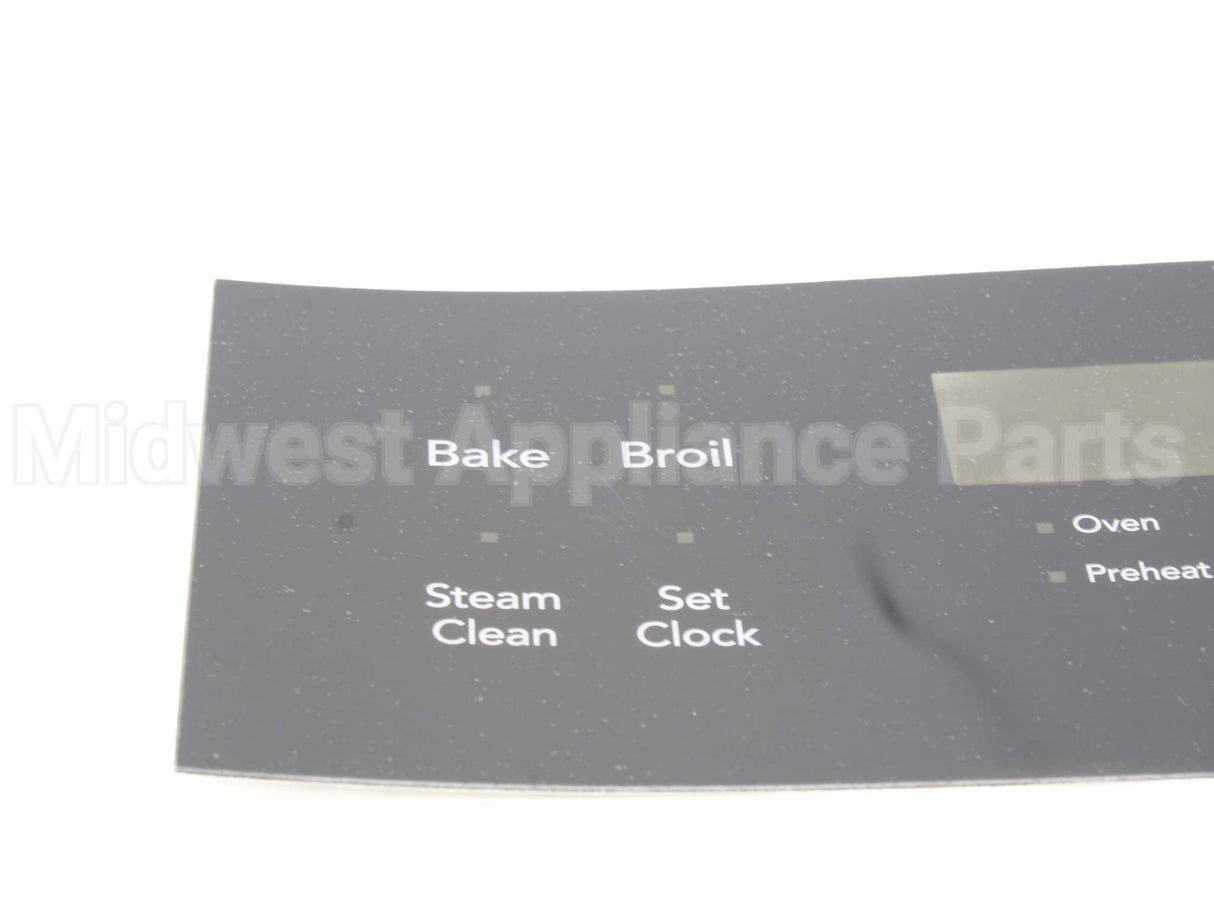 Midwest Appliance Parts
Bake
Broil
Oven
Preheat
Steam
Clean
Set
Clock